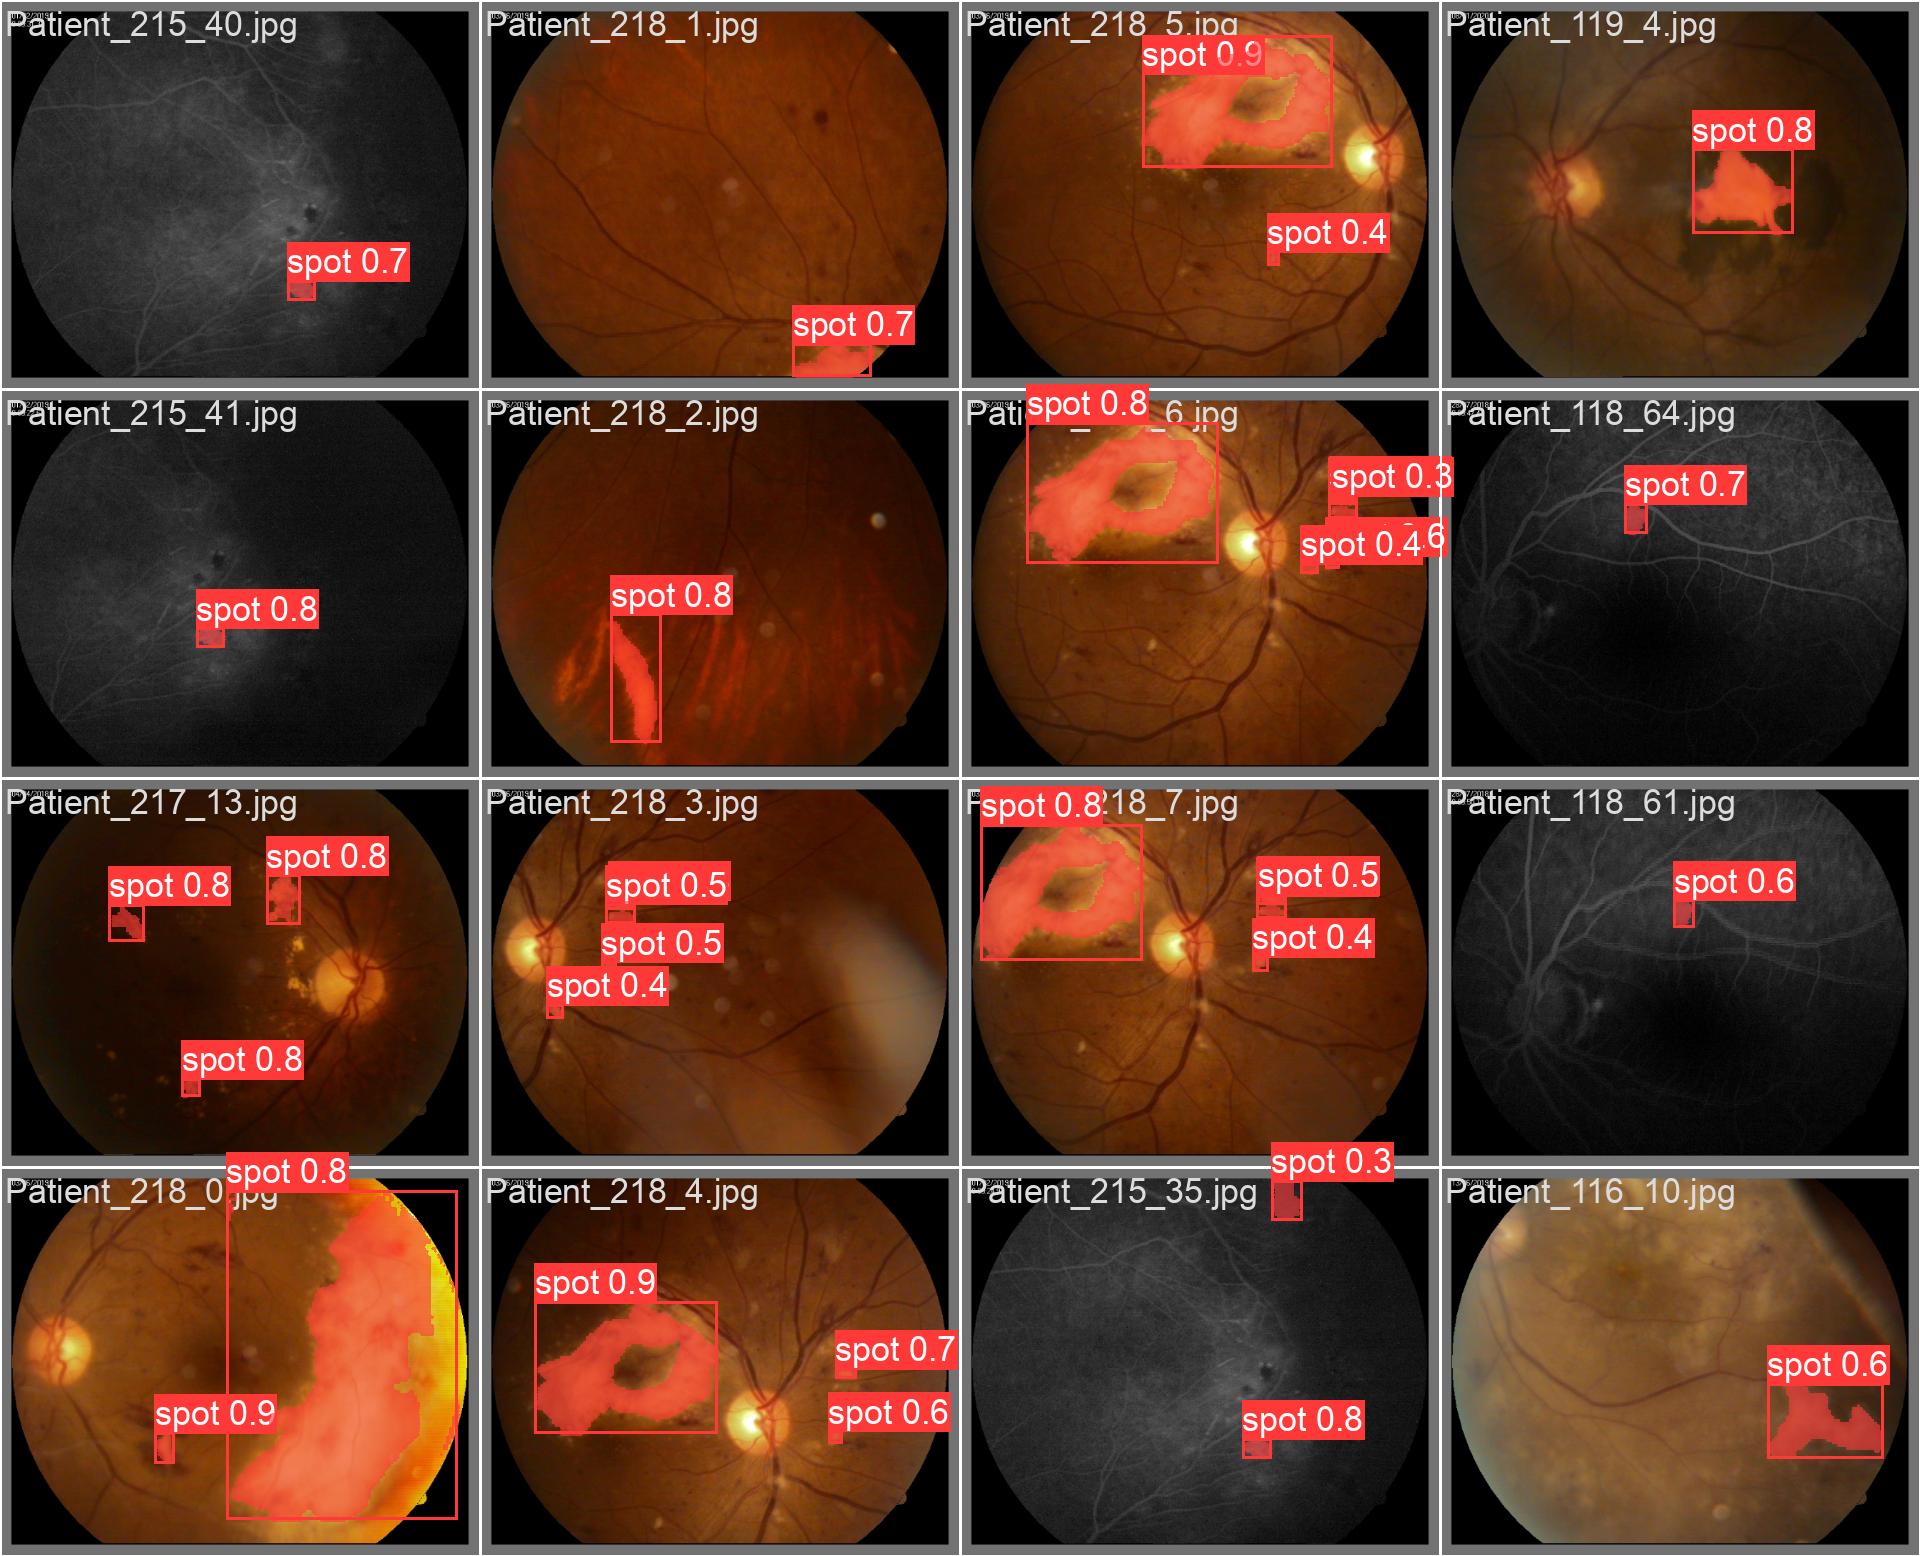 Patient_215_40.jpg
spot 0.7
Patient_218_1.jpg
spot 0.7
Patient_218_5.jpg
spot 0.9
spot 0.4
Patient_119_4.jpg
spot 0.8
Patient_215_41.jpg
spot 0.8
Patient_218_2.jpg
spot 0.8
spot 0.8
_6.jpg
spot 0.3
spot 0.4
Patient_118_64.jpg
spot 0.7
Patient_217_13.jpg
spot 0.8
spot 0.8
spot 0.8
Patient_218_3.jpg
spot 0.5
spot 0.5
spot 0.4
spot 0.8
218_7.jpg
spot 0.5
spot 0.4
Patient_118_61.jpg
spot 0.6
spot 0.8
Patient_218_0.jpg
spot 0.9
Patient_218_4.jpg
spot 0.9
spot 0.7
spot 0.6
spot 0.3
Patient_215_35.jpg
spot 0.8
Patient_116_10.jpg
spot 0.6